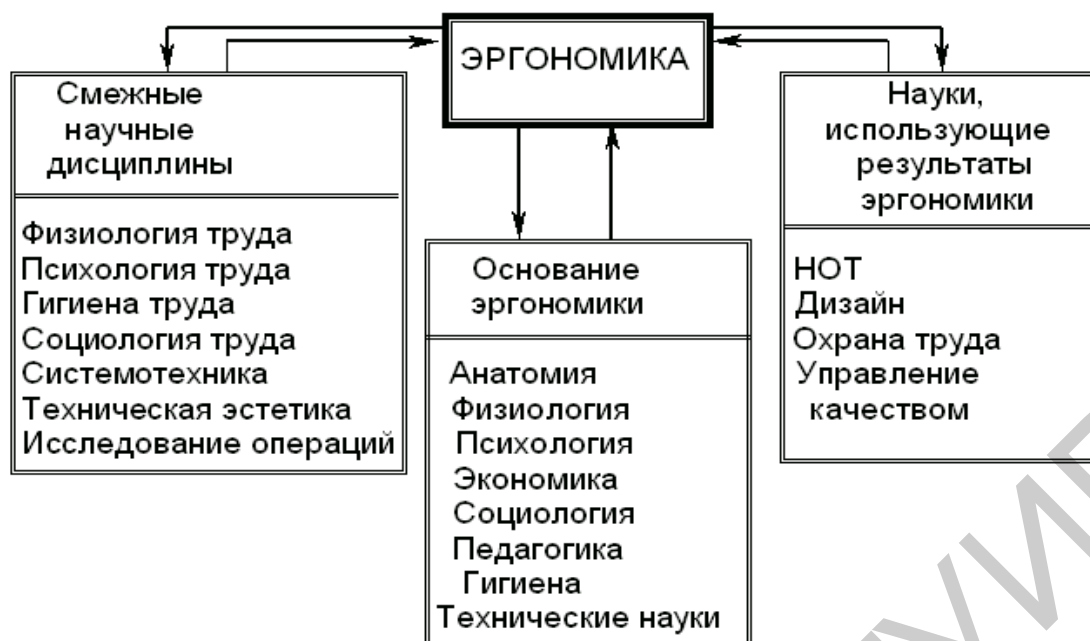 ЭРГОНОМИКА
Смежные
научные
дисциплины
Физиология труда
Психология труда
Гигиена труда
Социология труда
Системотехника
Техническая эстетика
Исследование операций
Основание
эргономики
Анатомия
Физиология
Психология
Экономика
Социология
Педагогика
Гигиена
Технические науки
Науки,
использующие
результаты
эргономики
НОТ
Дизайн
Охрана труда
Управление
качеством